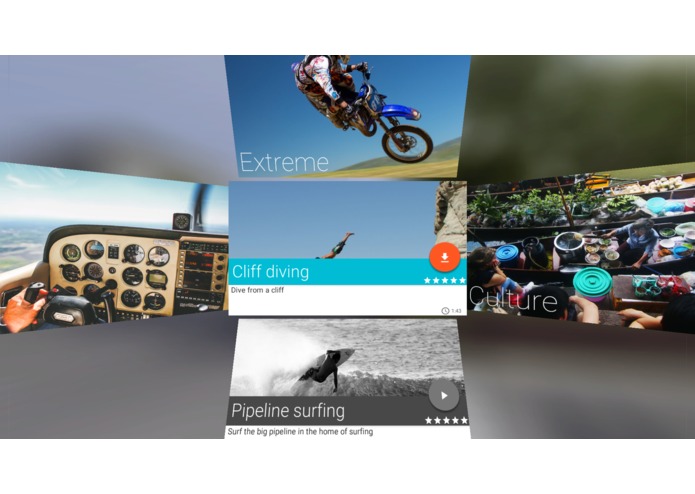 Extreme
Cliff diving
Dive from a cliff
1:43
Culture
Pipeline surfing
Surf the big pipeline in the home of surfing